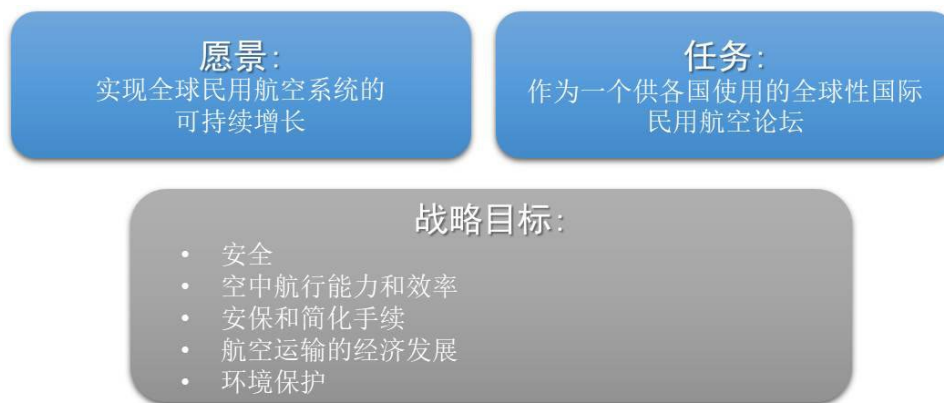 愿景:
实现全球民用航空系统的
可持续增长
任务:
作为一个供各国使用的全球性国际
民用航空论坛
战略目标:
• 安全
• 空中航行能力和效率
• 安保和简化手续
• 航空运输的经济发展
• 环境保护